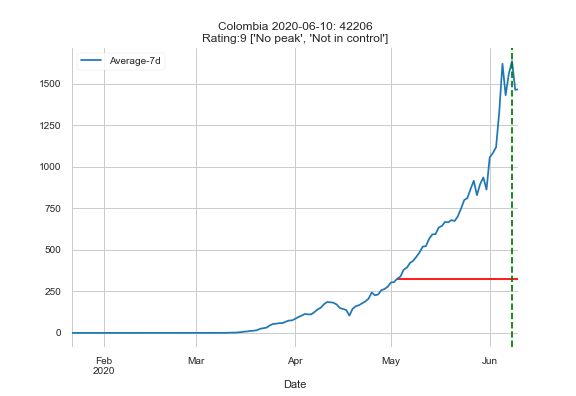 Colombia 2020-06-10: 42206
Rating:9 ['No peak', 'Not in control']
Average-7d
1500
1250
1000
750
500
250
0
Feb Mar Apr May Jun
2020
Date